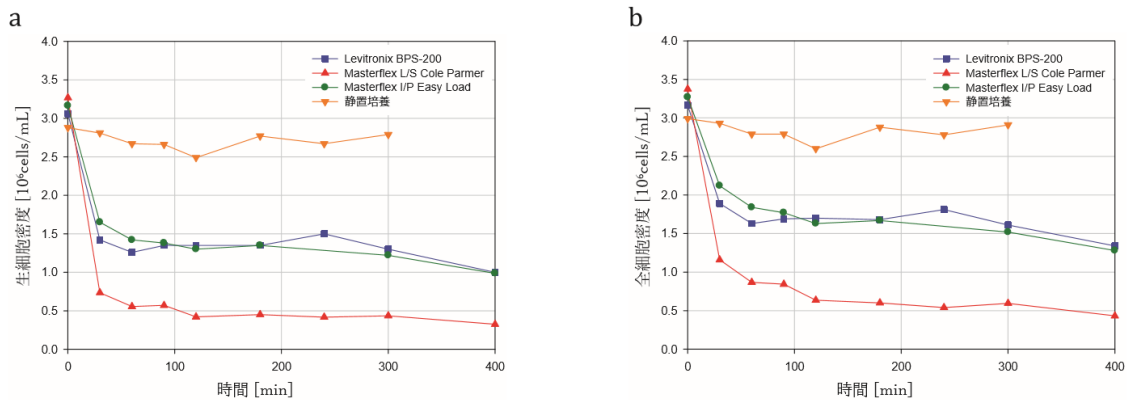 a
生細胞密度 [10⁶cells/mL]
4.0
3.5
3.0
2.5
2.0
1.5
1.0
0.5
0.0
Levitronix BPS-200
Masterflex L/S Cole Parmer
Masterflex I/P Easy Load
静置培養
0 100 200 300 400
時間 [min]
b
全細胞密度 [10⁶cells/mL]
4.0
3.5
3.0
2.5
2.0
1.5
1.0
0.5
0.0
Levitronix BPS-200
Masterflex L/S Cole Parmer
Masterflex I/P Easy Load
静置培養
0 100 200 300 400
時間 [min]